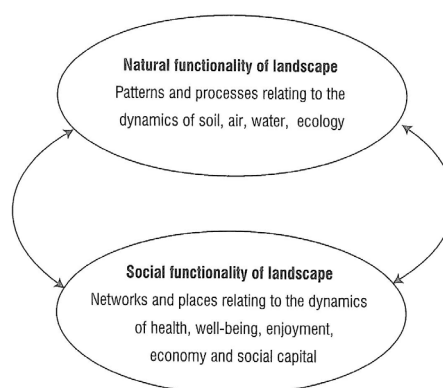 Natural functionality of landscape
Patterns and processes relating to the
dynamics of soil, air, water, ecology
Social functionality of landscape
Networks and places relating to the dynamics
of health, well-being, enjoyment,
economy and social capital